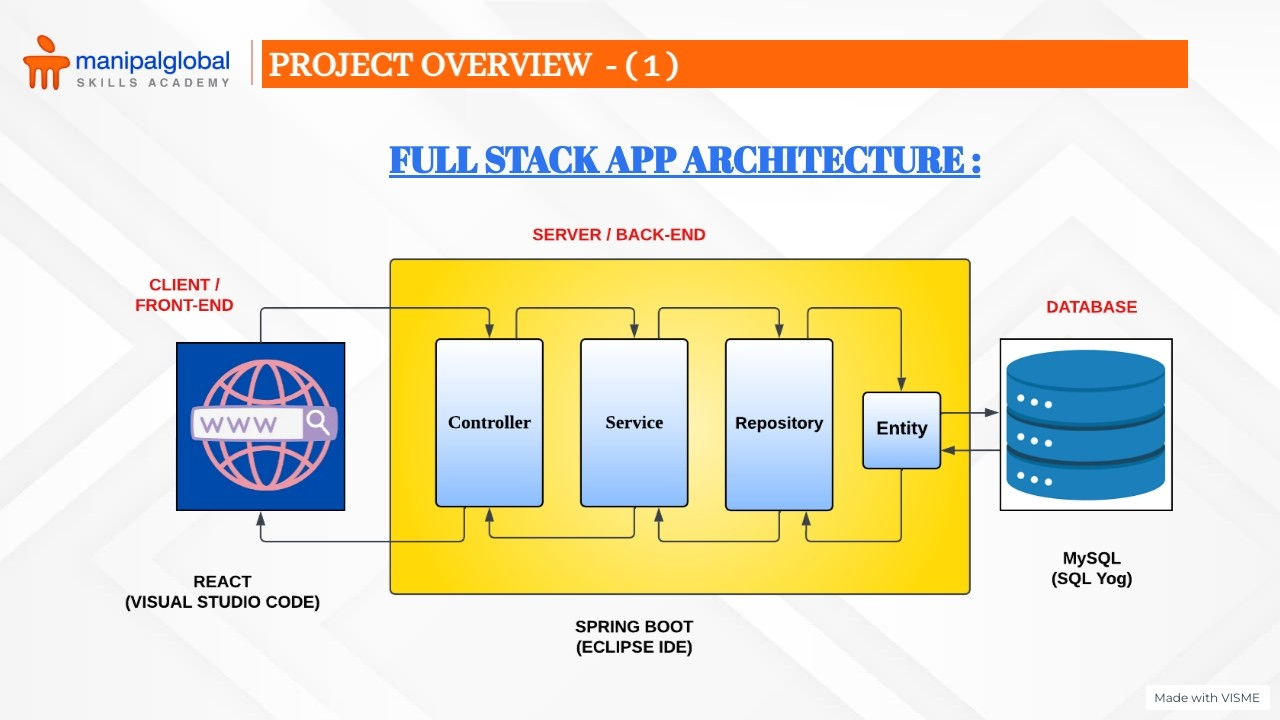 manipalglobal
SKILLS ACADEMY
PROJECT OVERVIEW - ( 1 )
FULL STACK APP ARCHITECTURE :
SERVER / BACK-END
CLIENT /
FRONT-END
DATABASE
WWW
Controller
Service
Repository
Entity
MySQL
(SQL Yog)
REACT
(VISUAL STUDIO CODE)
SPRING BOOT
(ECLIPSE IDE)
Made with VISME